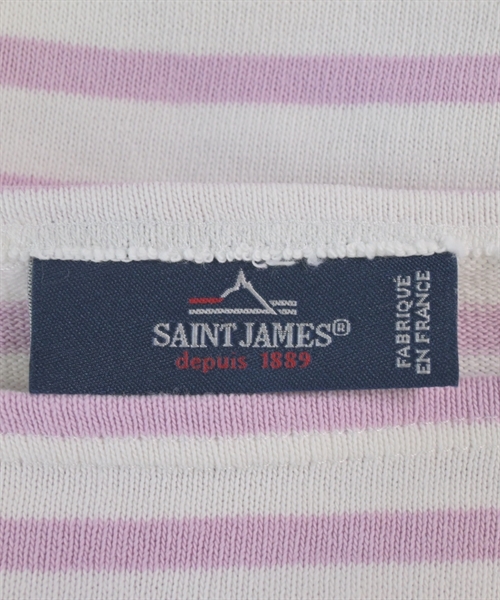 SAINT JAMES®
depuis 1889
FABRIQUÉ
EN FRANCE